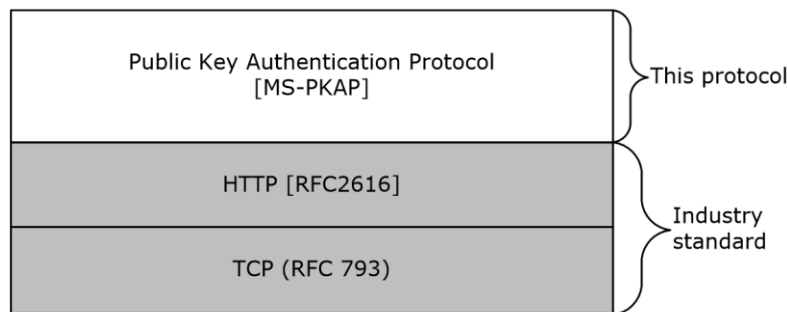 Public Key Authentication Protocol
[MS-PKAP]
This protocol
HTTP [RFC2616]
Industry
standard
TCP (RFC 793)